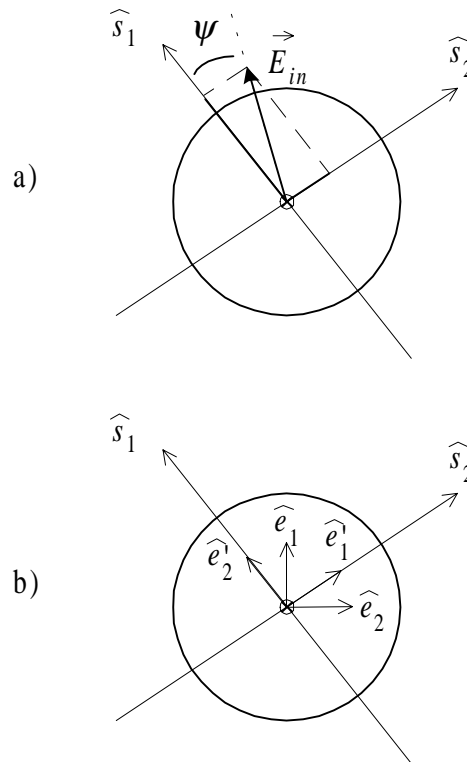 ŝ₁ ψ E⃗ᵢₙ ŝ₂
a)
ŝ₁ ŝ₂
ê₁
ê'₂ ê'₁
b) ê₂